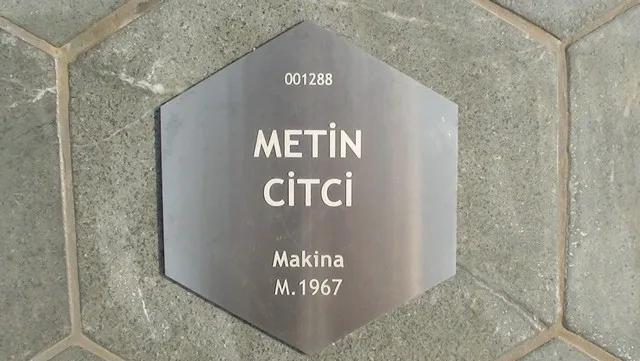 001288
METİN
CİTCİ
Makina
M.1967